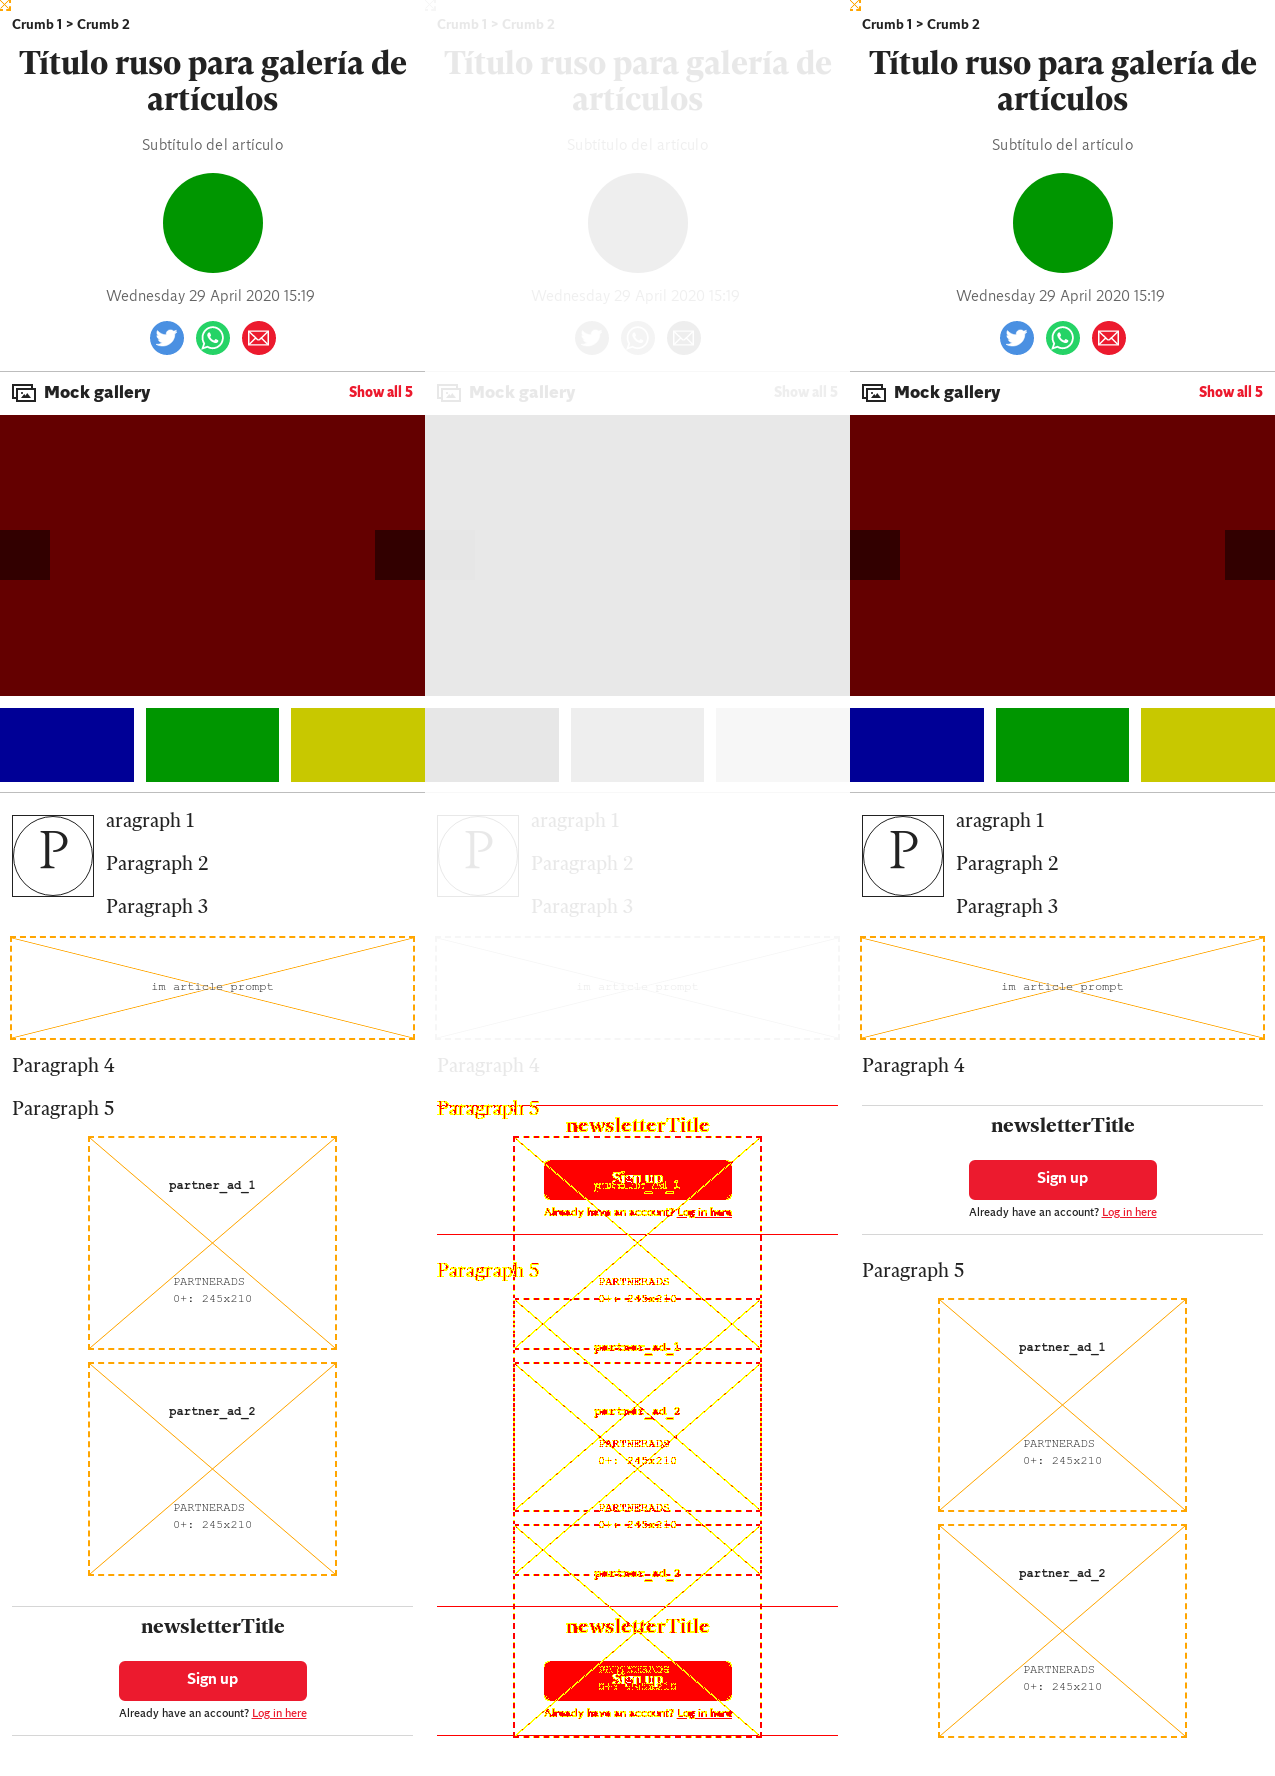 Crumb 1 > Crumb 2
Título ruso para galería de
artículos
Subtitulo del artículo
Wednesday 29 April 2020 15:19
Mock gallery
Show all 5
P
aragraph 1
Paragraph 2
Paragraph 3
im article prompt
Paragraph 4
Paragraph 5
partner_ad_1
PARTNERADS
0+: 245x210
partner_ad_2
PARTNERADS
0+: 245x210
newsletterTitle
Sign up
Already have an account? Log in here
Crumb 1 > Crumb 2
Título ruso para galería de
artículos
Subtitulo del artículo
Wednesday 29 April 2020 15:19
Mock gallery
Show all 5
P
aragraph 1
Paragraph 2
Paragraph 3
im article prompt
Paragraph 4
Paragraph 5
newsletterTitle
Sign up
partner_ad_1
Already have an account? Log in here
Paragraph 5
PARTNERADS
0+: 245x210
partner_ad_1
partner_ad_2
PARTNERADS
0+: 245x210
PARTNERADS
0+: 245x210
partner_ad_2
newsletterTitle
PARTNERADS
Sign up
0+: 245x210
Already have an account? Log in here
Crumb 1 > Crumb 2
Título ruso para galería de
artículos
Subtitulo del artículo
Wednesday 29 April 2020 15:19
Mock gallery
Show all 5
P
aragraph 1
Paragraph 2
Paragraph 3
im article prompt
Paragraph 4
newsletterTitle
Sign up
Already have an account? Log in here
Paragraph 5
partner_ad_1
PARTNERADS
0+: 245x210
partner_ad_2
PARTNERADS
0+: 245x210